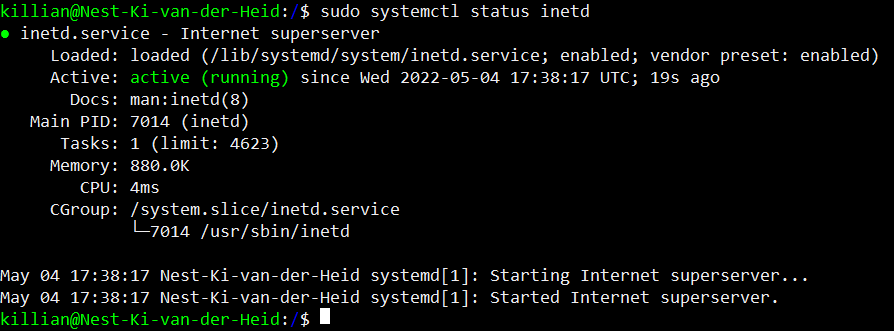 killian@Nest-Ki-van-der-Heid:/$ sudo systemctl status inetd
● inetd.service - Internet superserver
Loaded: loaded (/lib/systemd/system/inetd.service; enabled; vendor preset: enabled)
Active: active (running) since Wed 2022-05-04 17:38:17 UTC; 19s ago
Docs: man:inetd(8)
Main PID: 7014 (inetd)
Tasks: 1 (limit: 4623)
Memory: 880.0K
CPU: 4ms
CGroup: /system.slice/inetd.service
└─7014 /usr/sbin/inetd
May 04 17:38:17 Nest-Ki-van-der-Heid systemd[1]: Starting Internet superserver...
May 04 17:38:17 Nest-Ki-van-der-Heid systemd[1]: Started Internet superserver.
killian@Nest-Ki-van-der-Heid:/$